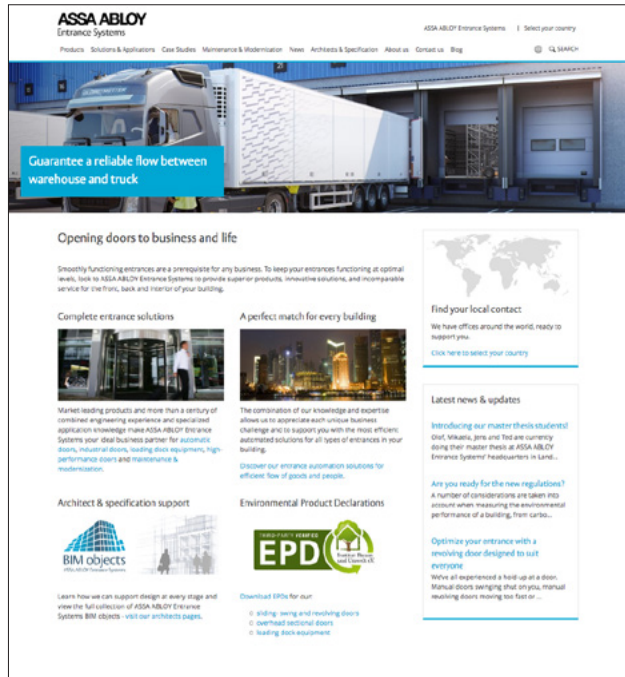 ASSA ABLOY
Entrance Systems
ASSA ABLOY Entrance Systems | Select your country
Products Solutions & Applications Case Studies Maintenance & Modernisation News Architects & Specification About us Contact us Blog
SEARCH
Guarantee a reliable flow between
warehouse and truck
Opening doors to business and life
Smoothly functioning entrances are a prerequisite for any business. To keep your entrances functioning at optimal
levels, look to ASSA ABLOY Entrance Systems to provide superior products, innovative solutions, and incomparable
service for the front, back and interior of your building.
Complete entrance solutions
Market-leading products and more than a century of
combined engineering experience and specialized
application knowledge make ASSA ABLOY Entrance
Systems your ideal business partner for automatic
doors, industrial doors, loading dock equipment, high-
performance doors and maintenance &
modernization.
A perfect match for every building
The combination of our knowledge and expertise
allows us to appreciate each unique business
challenge and to support you with the most efficient
automated solutions for all types of entrances in your
building.
Discover our entrance automation solutions for
efficient flow of goods and people.
Architect & specification support
BIM objects
ASSA ABLOY Entrance Systems
Learn how we can support design at every stage and
view the full collection of ASSA ABLOY Entrance
Systems BIM objects - visit our architects pages.
Environmental Product Declarations
THIRD-PARTY VERIFIED
EPD
Institut Bauen
und Umwelt e.V.
Download EPDs for our:
sliding- swing and revolving doors
overhead sectional doors
leading dock equipment
Find your local contact
We have offices around the world, ready to
support you.
Click here to select your country
Latest news & updates
Introducing our master thesis students!
Olof, Mikaela, Jens and Ted are currently
doing their master thesis at ASSA ABLOY
Entrance Systems' headquarters in Land...
Are you ready for the new regulations?
A number of considerations are taken into
account when measuring the environmental
performance of a building, from carbo...
Optimize your entrance with a
revolving door designed to suit
everyone
We've all experienced a hold up at a door.
Manual doors swinging shut on you, manual
revolving doors moving too fast or ...